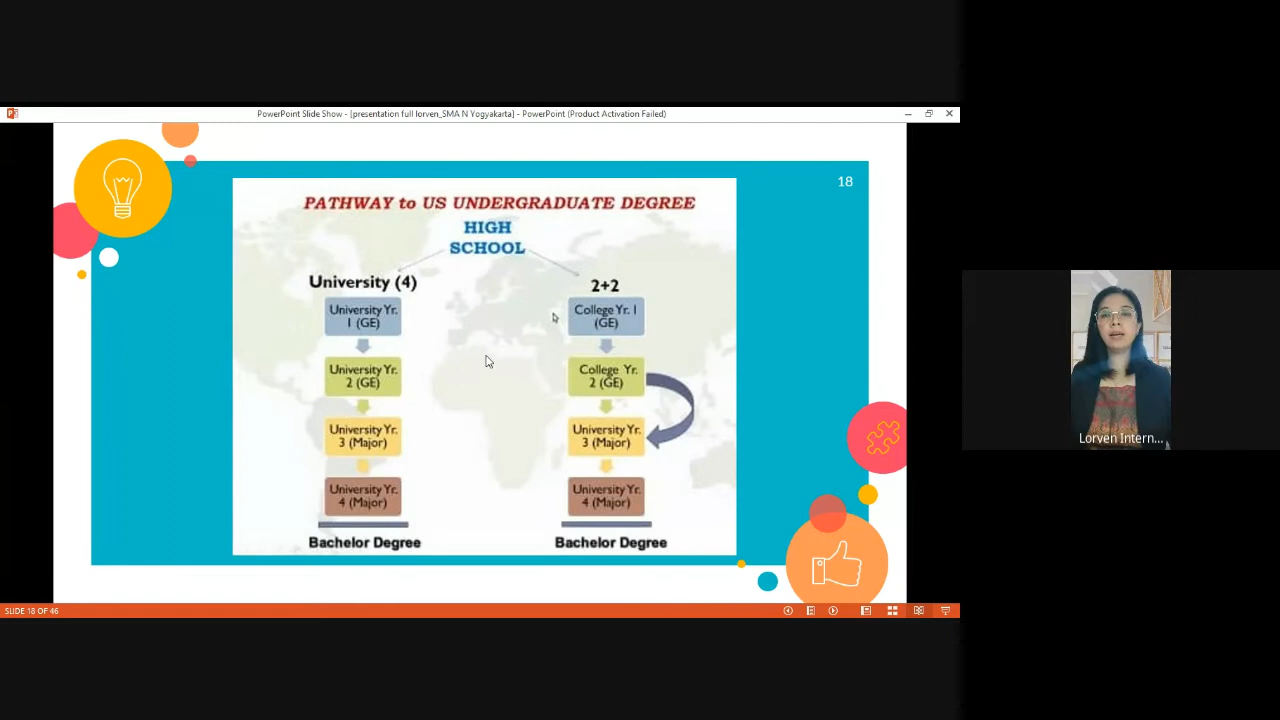 PowerPoint Slide Show - [presentation full lorven_SMA N Yogyakarta] - PowerPoint (Product Activation Failed)
18
PATHWAY to US UNDERGRADUATE DEGREE
HIGH
SCHOOL
University (4)
University Yr.
1 (GE)
University Yr.
2 (GE)
University Yr.
3 (Major)
University Yr.
4 (Major)
Bachelor Degree
2+2
College Yr. 1
(GE)
College Yr.
2 (GE)
University Yr.
3 (Major)
University Yr.
4 (Major)
Bachelor Degree
Lorven Intern...
SLIDE 18 OF 46